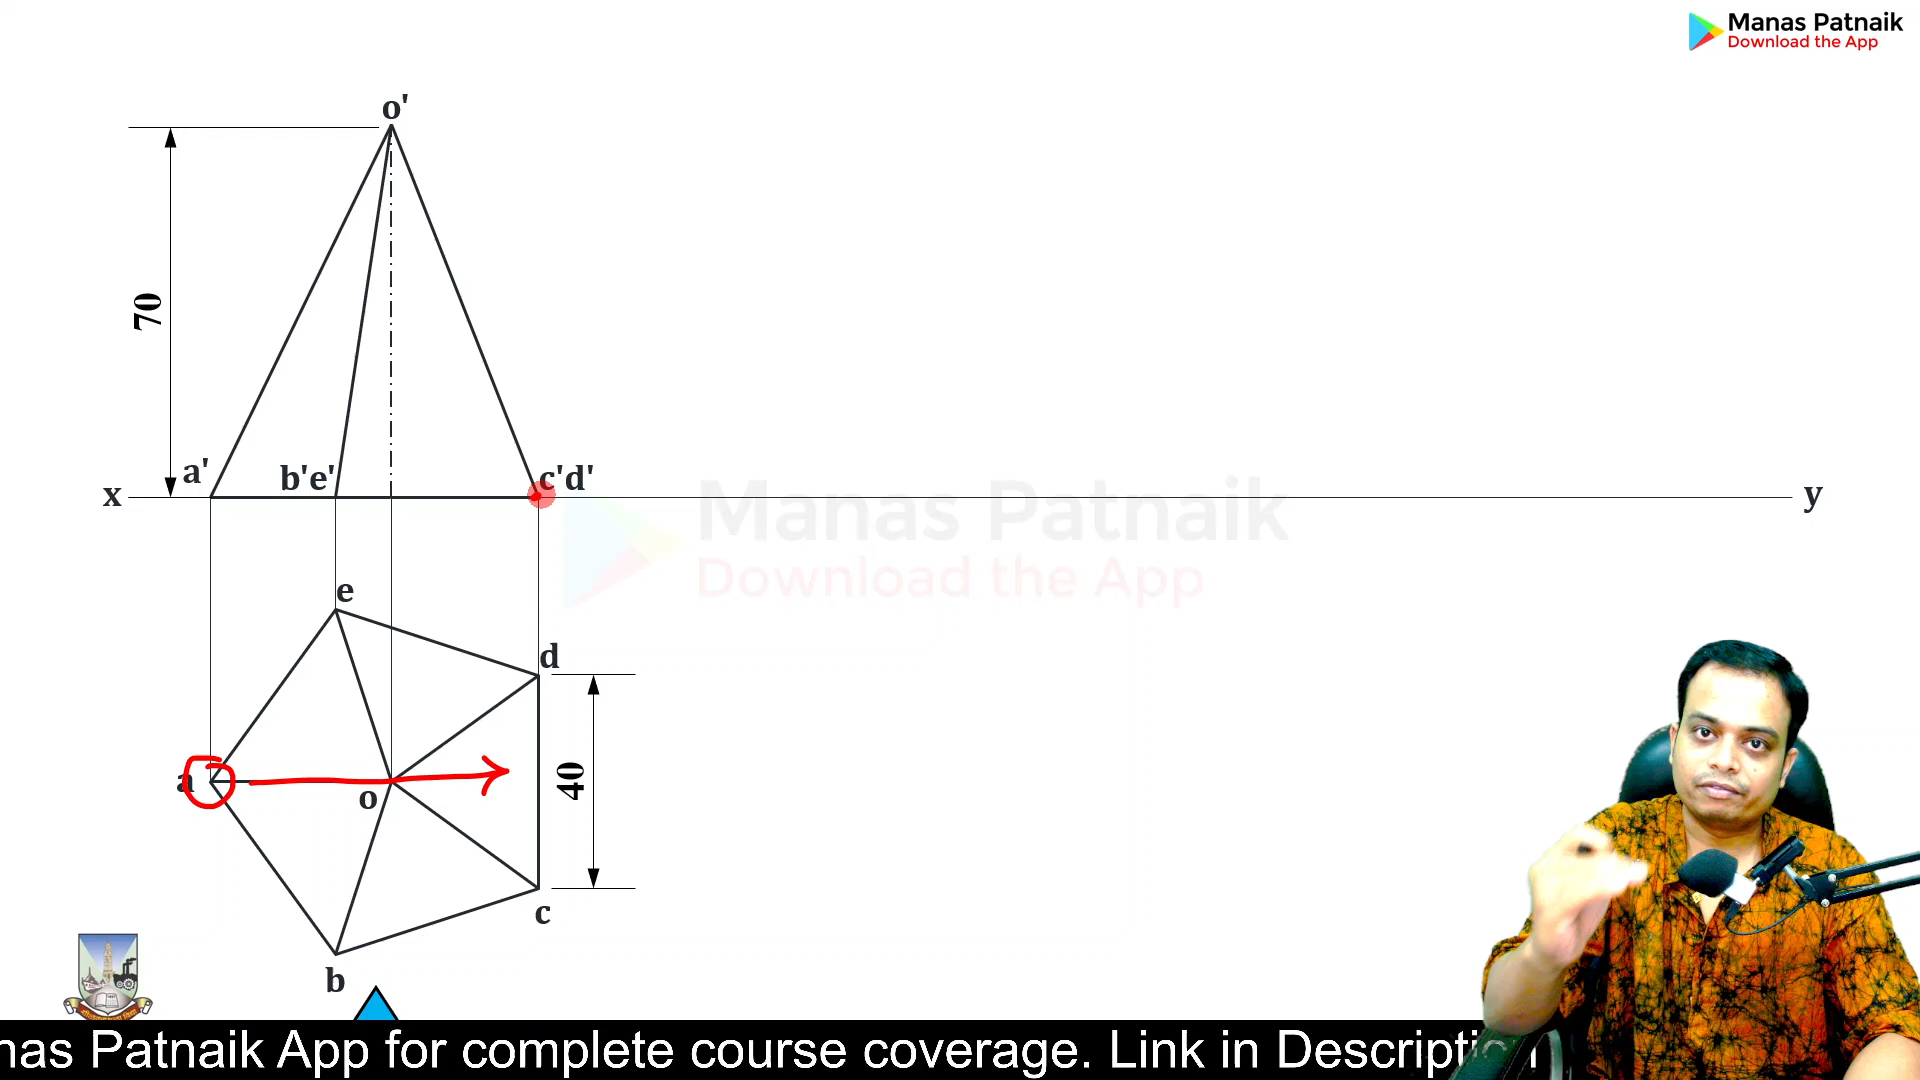 Manas Patnaik
Download the App
o'
70
a'
b'e'
c'd'
x
y
Manas Patnaik
Download the App
e
d
a
o
40
c
b
nas Patnaik App for complete course coverage. Link in Description